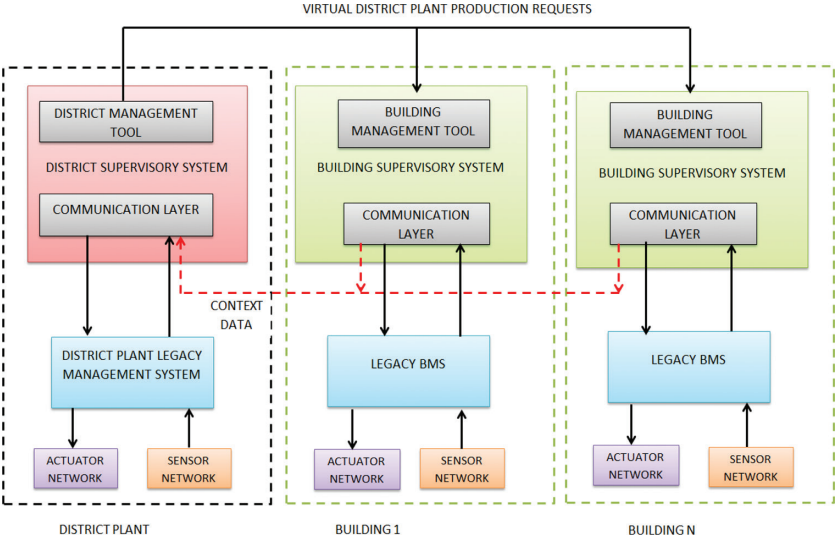 VIRTUAL DISTRICT PLANT PRODUCTION REQUESTS
DISTRICT MANAGEMENT
TOOL
DISTRICT SUPERVISORY SYSTEM
COMMUNICATION LAYER
BUILDING
MANAGEMENT TOOL
BUILDING SUPERVISORY SYSTEM
COMMUNICATION
LAYER
BUILDING
MANAGEMENT TOOL
BUILDING SUPERVISORY SYSTEM
COMMUNICATION
LAYER
CONTEXT
DATA
DISTRICT PLANT LEGACY
MANAGEMENT SYSTEM
LEGACY BMS
LEGACY BMS
ACTUATOR
NETWORK
SENSOR
NETWORK
ACTUATOR
NETWORK
SENSOR
NETWORK
ACTUATOR
NETWORK
SENSOR
NETWORK
DISTRICT PLANT
BUILDING 1
BUILDING N